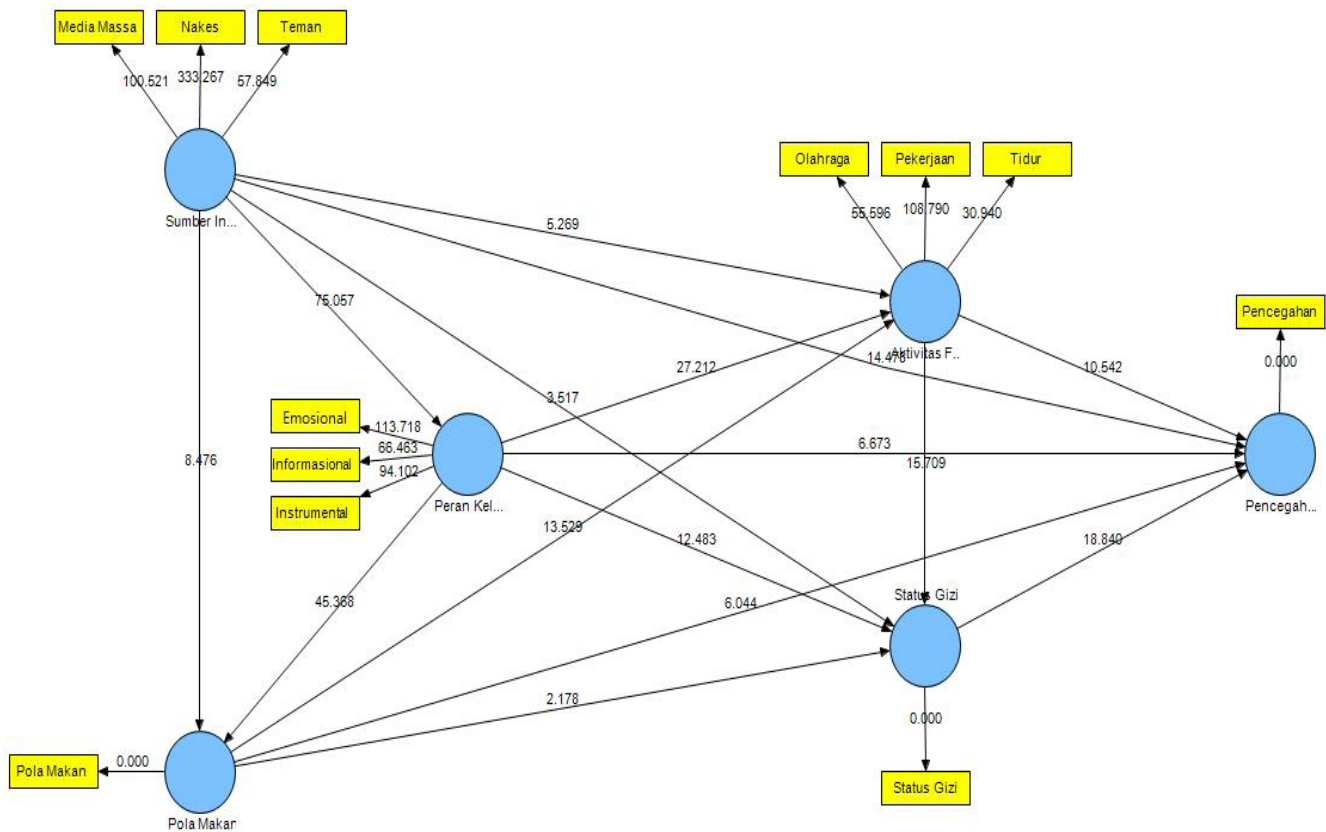 Media Massa
Nakes
Teman
100.521
333.267
57.849
Sumber In...
Olahraga
Pekerjaan
Tidur
55.596
108.790
30.940
Aktivitas F..
5.269
75.057
14.478
27.212
10.542
Pencegahan
0.000
3.517
Emosional
Informasional
Instrumental
113.718
66.463
94.102
Peran Kel...
8.476
6.673
15.709
Pencegah...
13.529
12.483
18.840
45.368
6.044
Status Gizi
2.178
0.000
Status Gizi
Pola Makan
0.000
Pola Makan